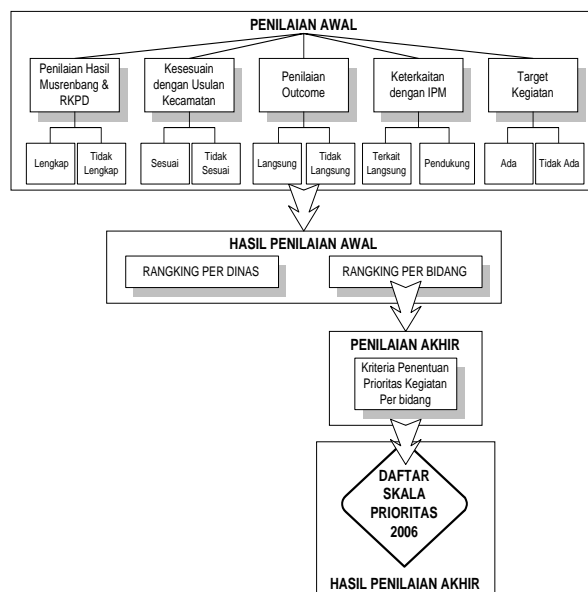 PENILAIAN AWAL
Penilaian Hasil
Musrenbang &
RKPD
Kesesuain
dengan Usulan
Kecamatan
Penilaian
Outcome
Keterkaitan
dengan IPM
Target
Kegiatan
Lengkap
Tidak
Lengkap
Sesuai
Tidak
Sesuai
Langsung
Tidak
Langsung
Terkait
Langsung
Pendukung
Ada
Tidak Ada
HASIL PENILAIAN AWAL
RANGKING PER DINAS
RANGKING PER BIDANG
PENILAIAN AKHIR
Kriteria Penentuan
Prioritas Kegiatan
Per bidang
DAFTAR
SKALA
PRIORITAS
2006
HASIL PENILAIAN AKHIR